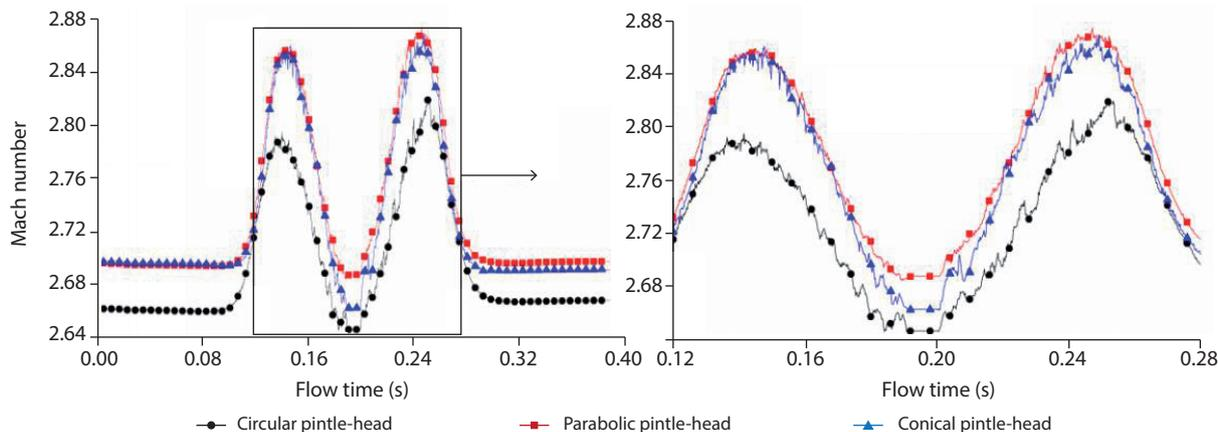 2.88
2.84
2.80
2.76
2.72
2.68
2.64
Mach number
0.00 0.08 0.16 0.24 0.32 0.40
Flow time (s)
2.88
2.84
2.80
2.76
2.72
2.68
0.12 0.16 0.20 0.24 0.28
Flow time (s)
Circular pintle-head Parabolic pintle-head Conical pintle-head